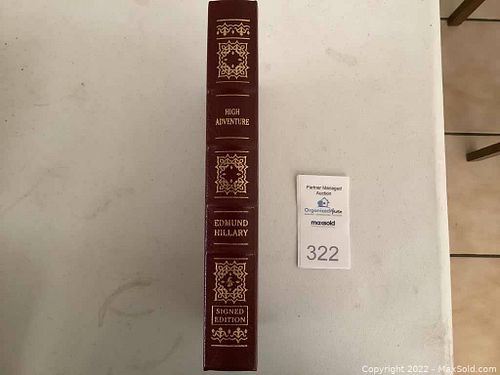 HIGH
ADVENTURE
EDMUND
HILLARY
SIGNED
EDITION
Partner Managed
Auction
maxsold
322
Copyright 2022 - MaxSold.com